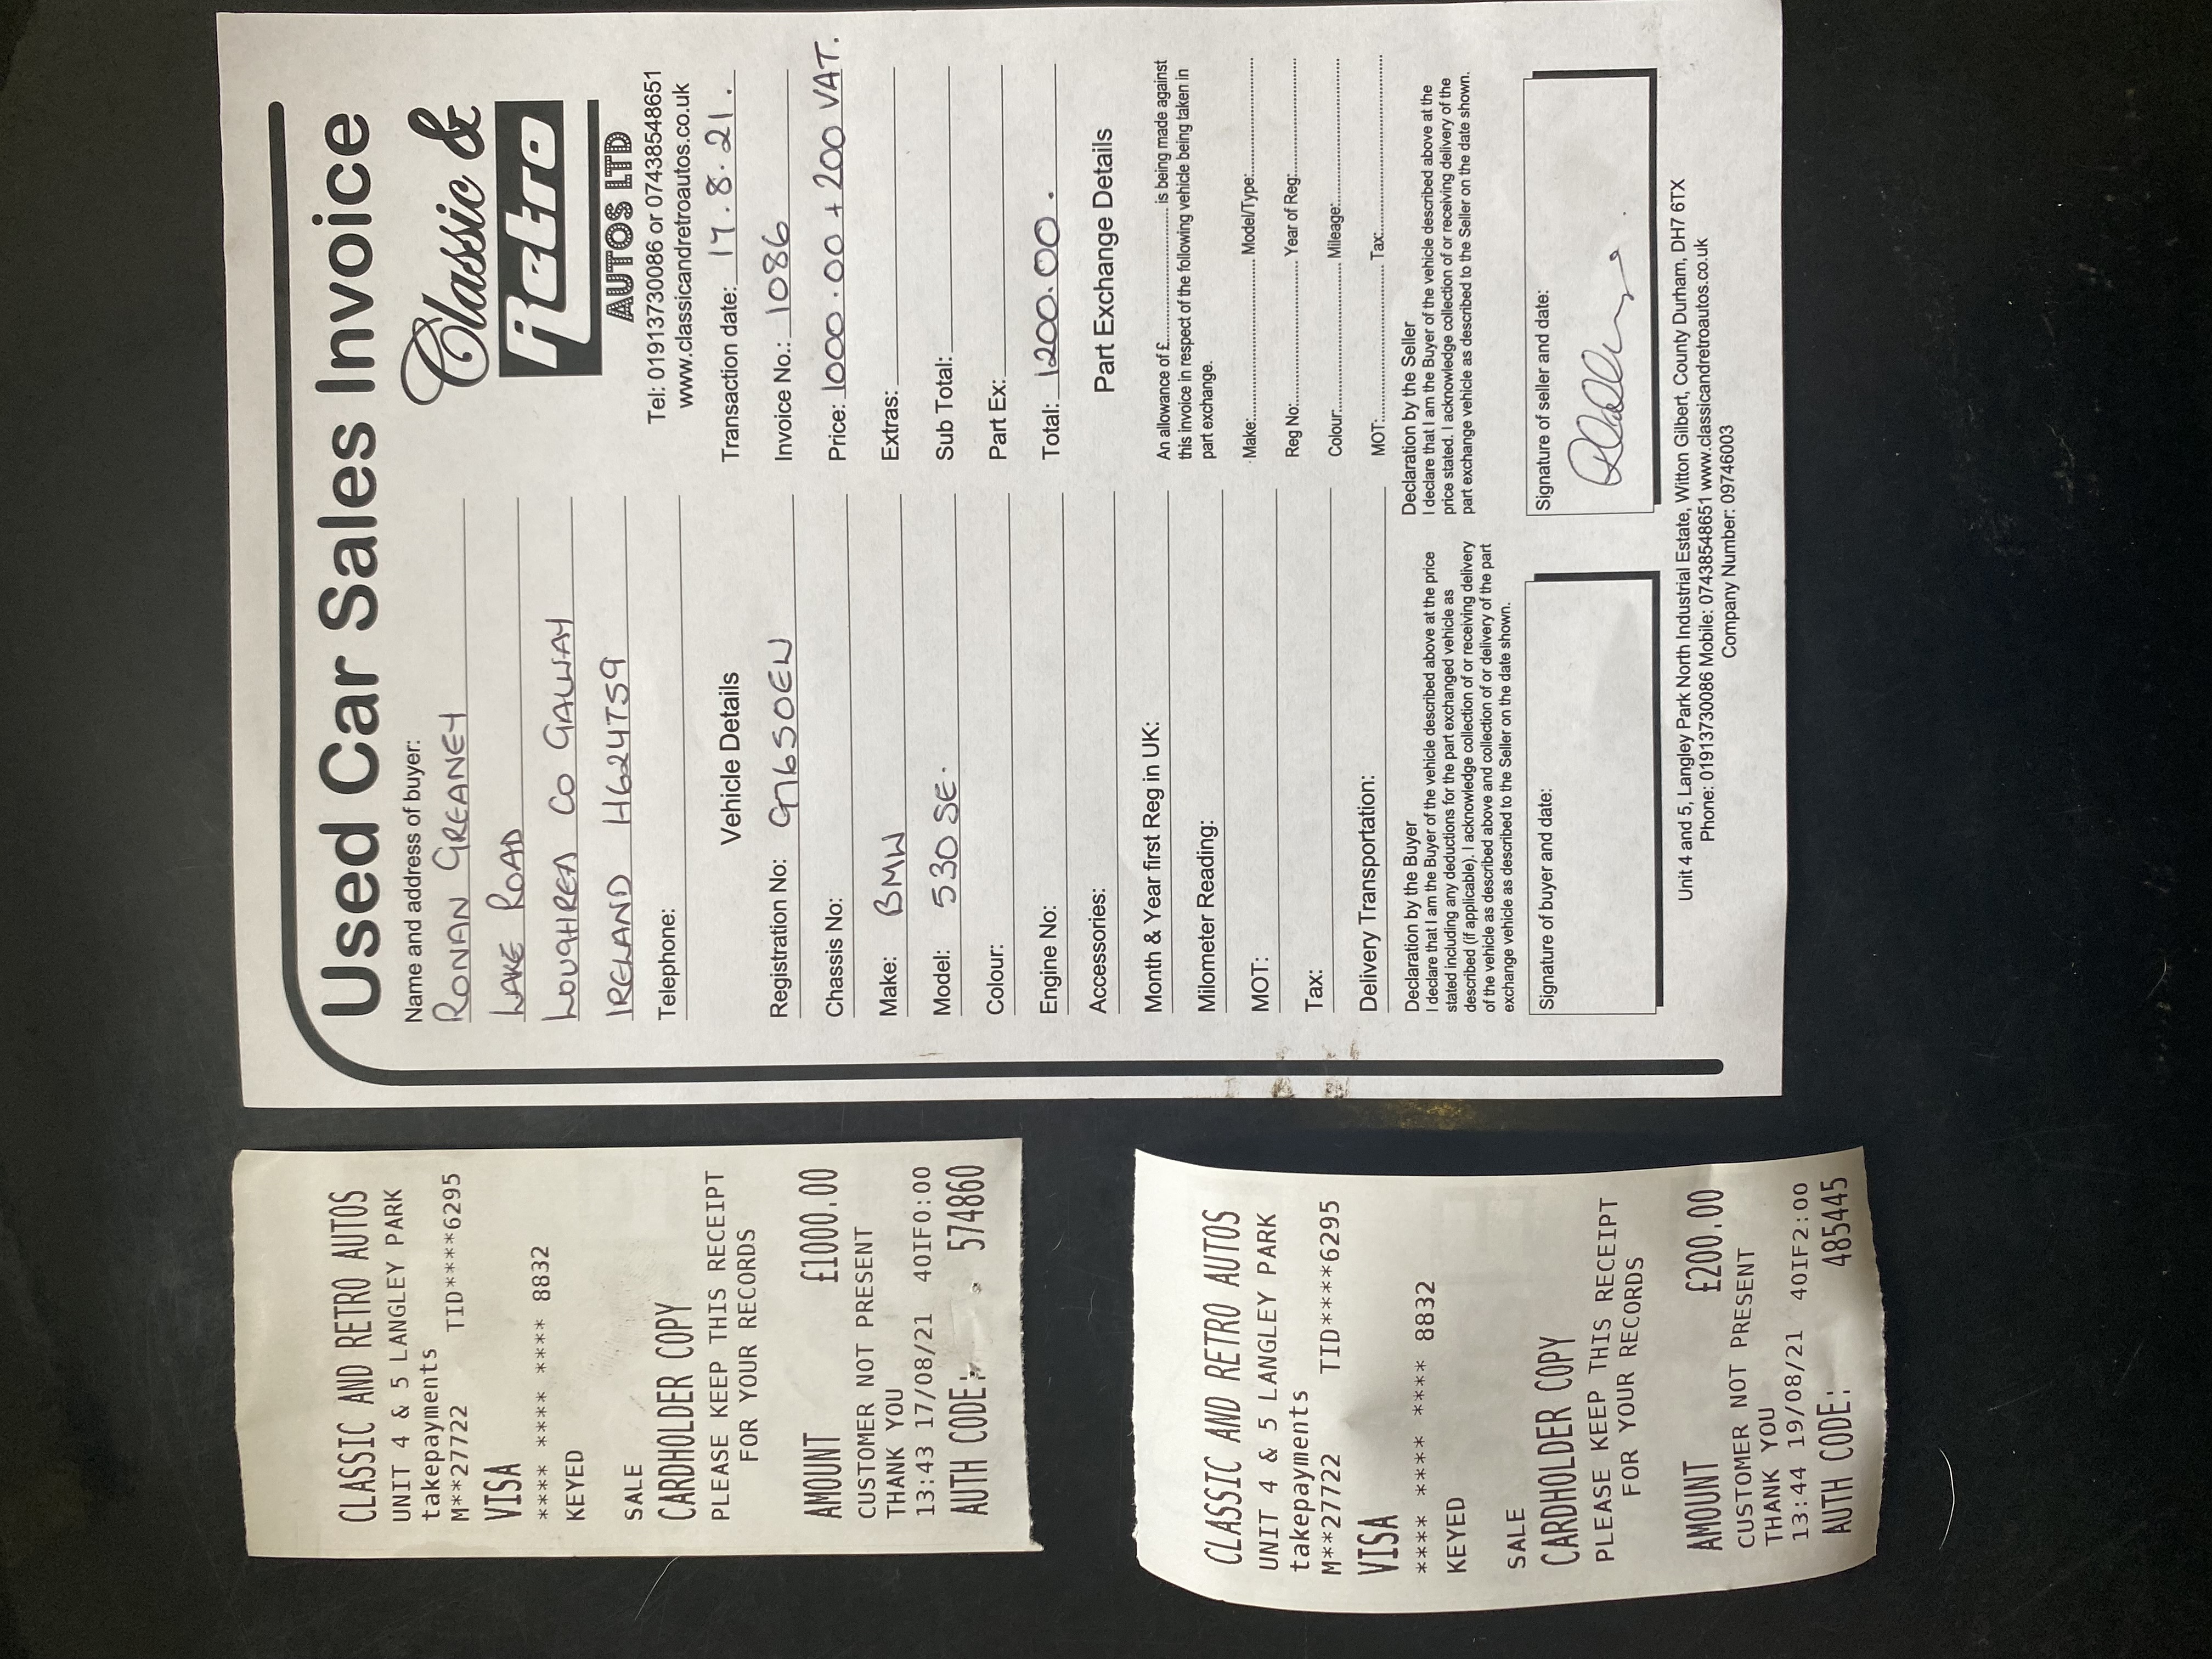 CLASSIC AND RETRO AUTOS
UNIT 4 & 5 LANGLEY PARK
takepayments
M**27722 TID****6295
VISA
**** **** **** 8832
KEYED
SALE
CARDHOLDER COPY
PLEASE KEEP THIS RECEIPT
FOR YOUR RECORDS
AMOUNT £1000.00
CUSTOMER NOT PRESENT
THANK YOU
13:43 17/08/21 40IF0:00
AUTH CODE: 574860
CLASSIC AND RETRO AUTOS
UNIT 4 & 5 LANGLEY PARK
takepayments
M**27722 TID****6295
VISA
**** **** **** 8832
KEYED
SALE
CARDHOLDER COPY
PLEASE KEEP THIS RECEIPT
FOR YOUR RECORDS
AMOUNT £200.00
CUSTOMER NOT PRESENT
THANK YOU
13:44 19/08/21 40IF2:00
AUTH CODE: 485445
Used Car Sales Invoice
Name and address of buyer:
RONAN GREANEY
LAKE ROAD
LOUGHREA CO GALWAY
IRELAND H624T59
Telephone:
Classic &
Retro
AUTOS LTD
Tel: 01913730086 or 07438548651
www.classicandretroautos.co.uk
Vehicle Details
Registration No: G765OEW
Chassis No:
Make: BMW
Model: 530 SE.
Colour:
Engine No:
Accessories:
Month & Year first Reg in UK:
Milometer Reading:
MOT:
Tax:
Delivery Transportation:
Transaction date: 17.8.21.
Invoice No.: 1086
Price: 1000.00 + 200 VAT.
Extras:
Sub Total:
Part Ex:
Total: 1200.00.
Part Exchange Details
An allowance of £.................... is being made against
this invoice in respect of the following vehicle being taken in
part exchange.
Make:.................... Model/Type:....................
Reg No:.................... Year of Reg:....................
Colour:.................... Mileage:....................
MOT:.................... Tax:....................
Declaration by the Buyer
I declare that I am the Buyer of the vehicle described above at the price
stated including any deductions for the part exchanged vehicle as
described (if applicable). I acknowledge collection of or receiving delivery
of the vehicle as described above and collection of or delivery of the part
exchange vehicle as described to the Seller on the date shown.
Declaration by the Seller
I declare that I am the Buyer of the vehicle described above at the
price stated. I acknowledge collection of or receiving delivery of the
part exchange vehicle as described to the Seller on the date shown.
Signature of buyer and date:
Signature of seller and date:
Unit 4 and 5, Langley Park North Industrial Estate, Witton Gilbert, County Durham, DH7 6TX
Phone: 01913730086 Mobile: 07438548651 www.classicandretroautos.co.uk
Company Number: 09746003